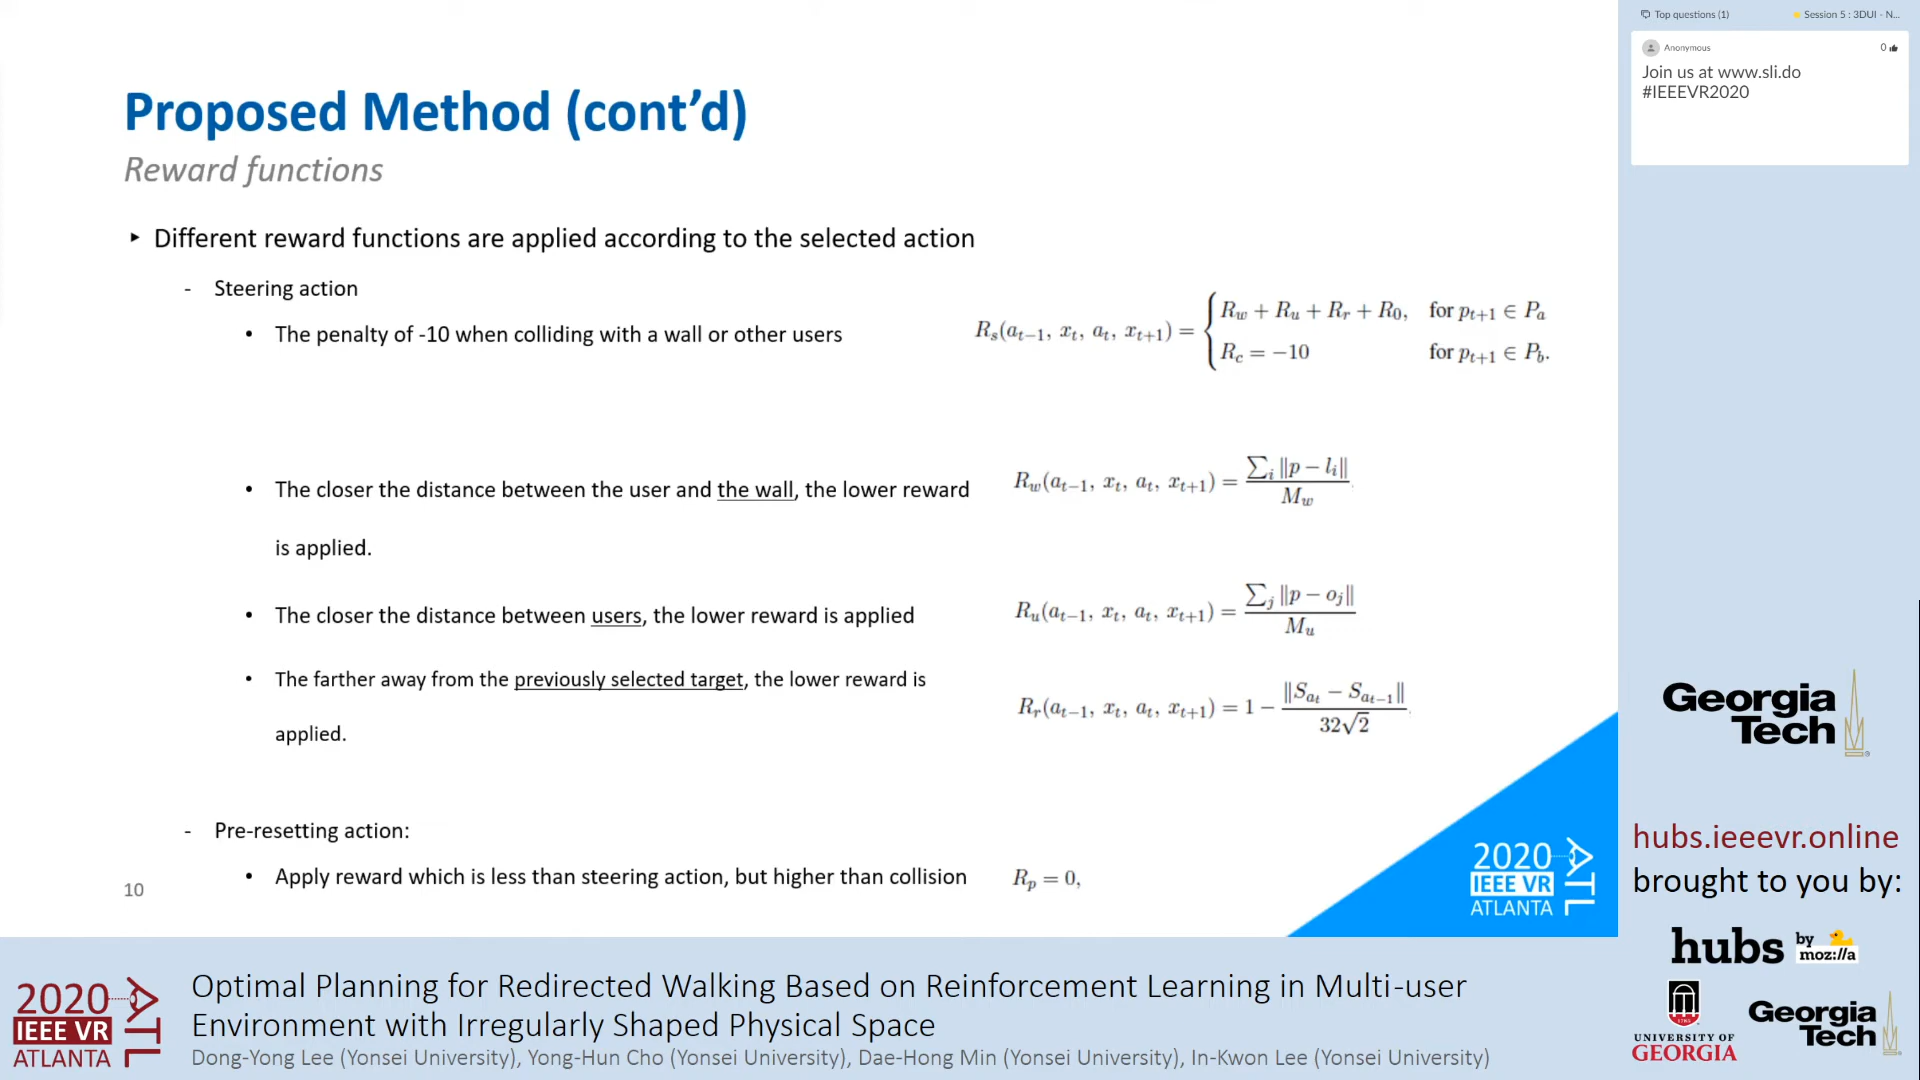 Proposed Method (cont’d)
Reward functions
‣ Different reward functions are applied according to the selected action
- Steering action
• The penalty of -10 when colliding with a wall or other users
R_s(a_{t−1}, x_t, a_t, x_{t+1}) = { R_w + R_u + R_r + R_0, for p_{t+1} ∈ P_a
R_c = −10 for p_{t+1} ∈ P_b.
• The closer the distance between the user and the wall, the lower reward
is applied.
R_w(a_{t−1}, x_t, a_t, x_{t+1}) = ∑_i ‖p − l_i‖ / M_w
• The closer the distance between users, the lower reward is applied
R_u(a_{t−1}, x_t, a_t, x_{t+1}) = ∑_j ‖p − o_j‖ / M_u
• The farther away from the previously selected target, the lower reward is
applied.
R_r(a_{t−1}, x_t, a_t, x_{t+1}) = 1 − ‖S_{a_t} − S_{a_{t−1}}‖ / 32√2
- Pre-resetting action:
• Apply reward which is less than steering action, but higher than collision
R_p = 0,
10
2020
IEEE VR
ATLANTA
ATL
Top questions (1)
Session 5 : 3DUI - N...
Anonymous
0
Join us at www.sli.do
#IEEEVR2020
Georgia
Tech
hubs.ieeevr.online
brought to you by:
hubs by
moz://a
UNIVERSITY OF
GEORGIA
Georgia
Tech
2020
IEEE VR
ATLANTA
ATL
Optimal Planning for Redirected Walking Based on Reinforcement Learning in Multi-user
Environment with Irregularly Shaped Physical Space
Dong-Yong Lee (Yonsei University), Yong-Hun Cho (Yonsei University), Dae-Hong Min (Yonsei University), In-Kwon Lee (Yonsei University)